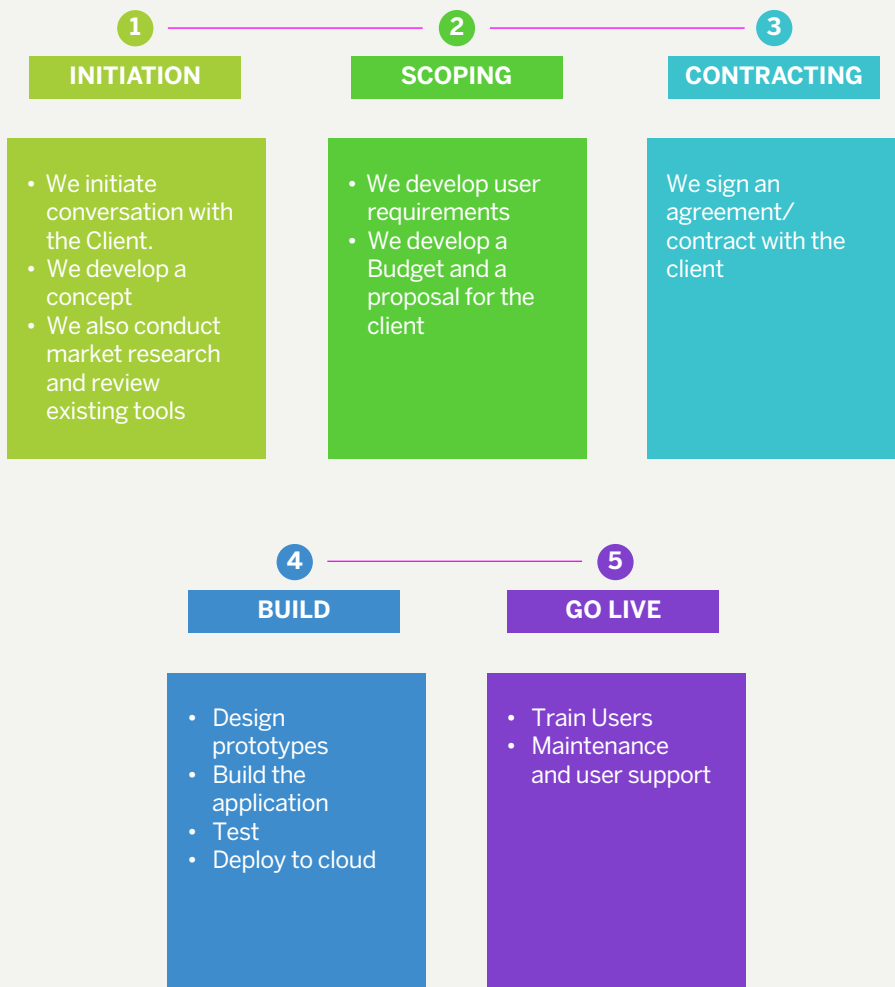 1
2
3
INITIATION
SCOPING
CONTRACTING
• We initiate
conversation with
the Client.
• We develop a
concept
• We also conduct
market research
and review
existing tools
• We develop user
requirements
• We develop a
Budget and a
proposal for the
client
We sign an
agreement/
contract with the
client
4
5
BUILD
GO LIVE
• Design
prototypes
• Build the
application
• Test
• Deploy to cloud
• Train Users
• Maintenance
and user support